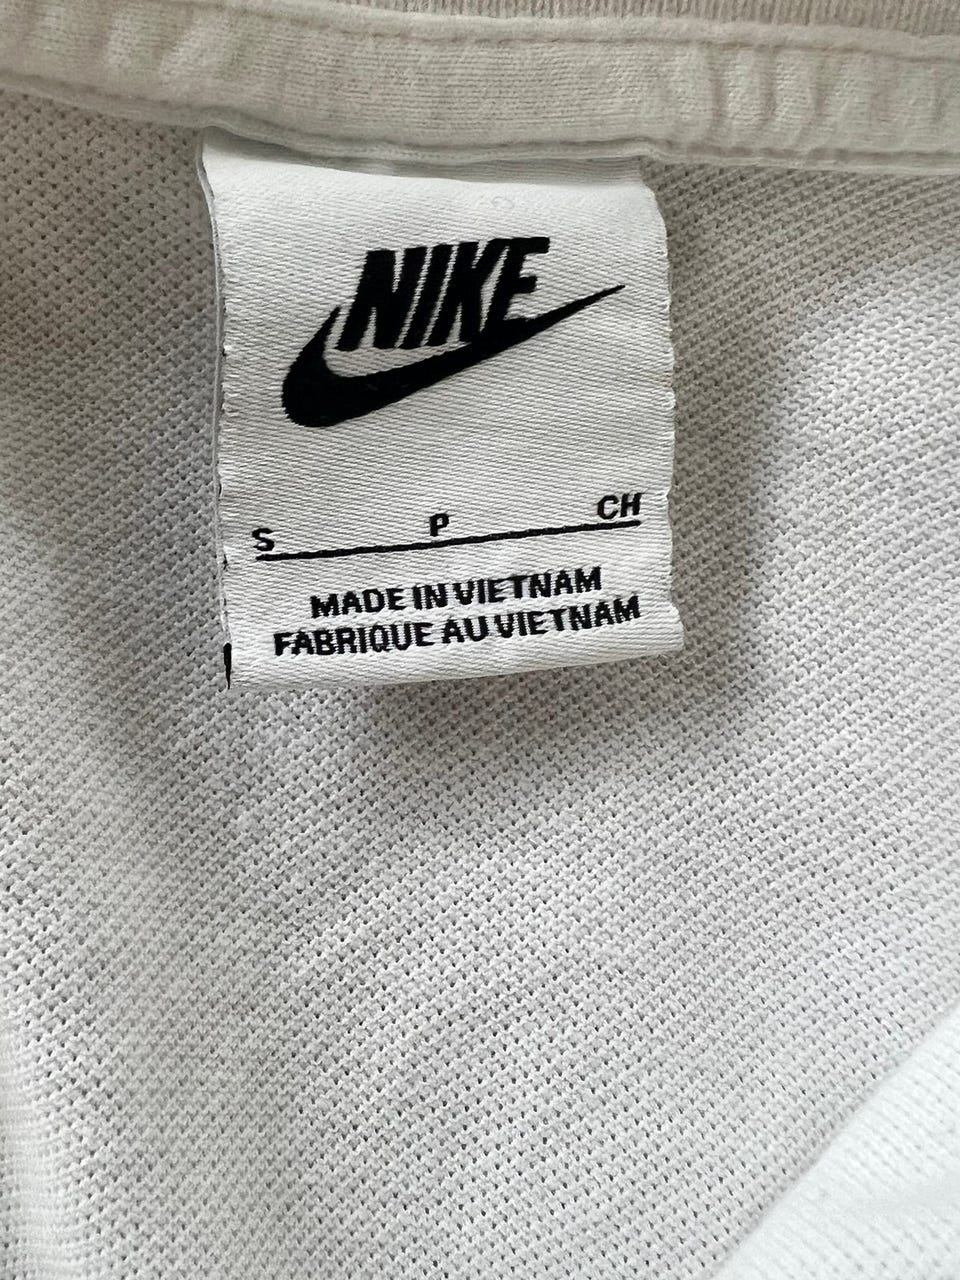 NIKE
S P CH
MADE IN VIETNAM
FABRIQUE AU VIETNAM